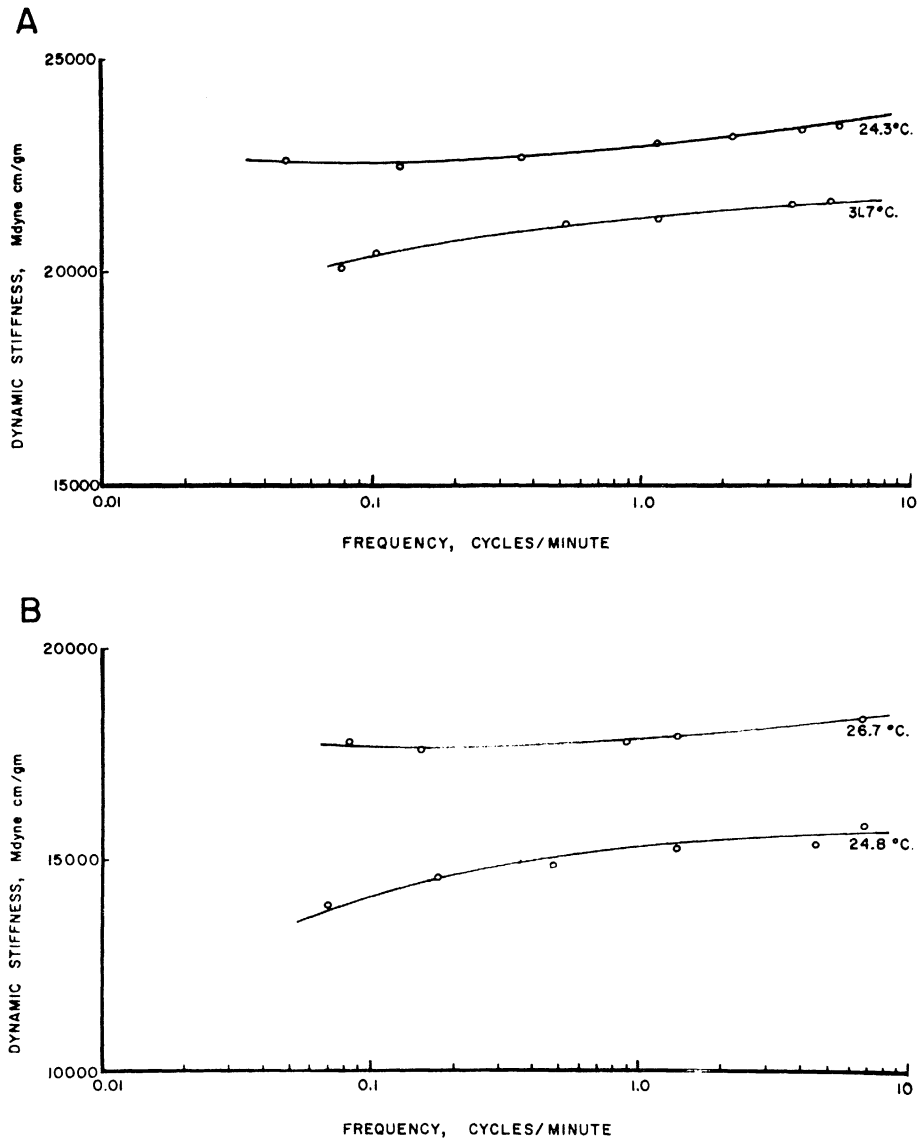 A
25000
20000
15000
DYNAMIC STIFFNESS, Mdyne cm/gm
24.3°C.
31.7°C.
0.01
0.1
1.0
10
FREQUENCY, CYCLES/MINUTE
B
20000
15000
10000
DYNAMIC STIFFNESS, Mdyne cm/gm
26.7 °C.
24.8 °C.
0.01
0.1
1.0
10
FREQUENCY, CYCLES/MINUTE